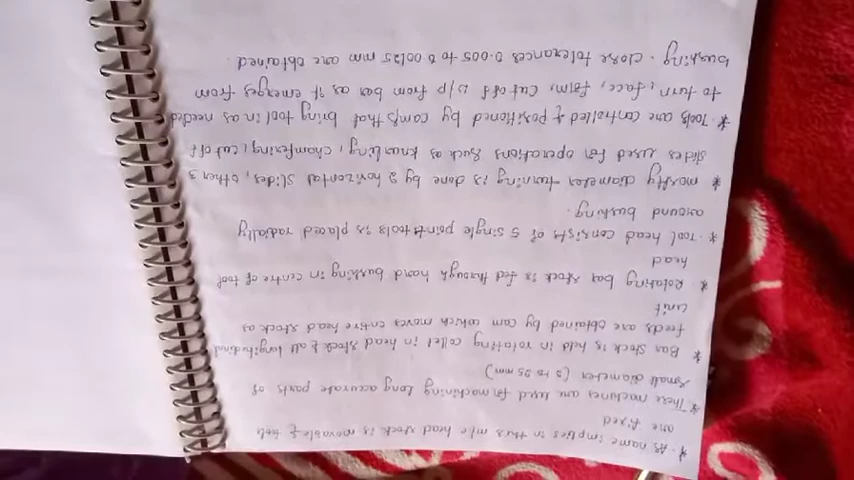 * As name implies in this m/c head stock is movable & tools
are fixed
* These machines are used for machining long accurate parts of
small diameter (2 to 25 mm)
* Bar stock is held in rotating collet in head stock & all longitudinal
feeds are obtained by cam which moves entire head stock as
unit
* Rotating bar stock is fed through hard bushing in centre of tool
head
* Tool head consists of 5 single point tools is placed radially
around bushing.
* mostly diameter turning is done by 2 horizontal slides, other 3
slides used for operations such as knurling, chamfering, cut off
* Tools are controlled & positioned by cams that bring tool in as needed
to turn, face, form, cut off w/p from bar as it emerges from
bushing. close tolerances 0.005 to 0.00125 mm are obtained.